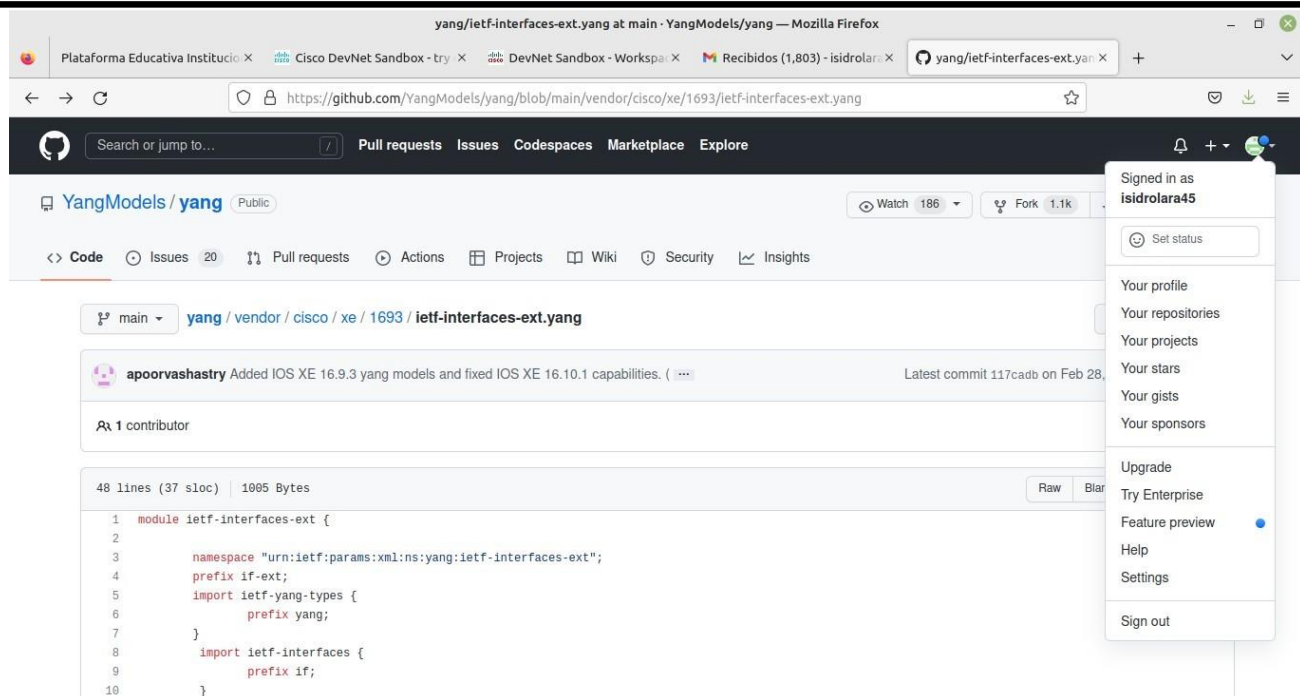 yang/ietf-interfaces-ext.yang at main · YangModels/yang — Mozilla Firefox
Plataforma Educativa Institucio
Cisco DevNet Sandbox - try
DevNet Sandbox - Workspac
Recibidos (1,803) - isidrolara
yang/ietf-interfaces-ext.yan
https://github.com/YangModels/yang/blob/main/vendor/cisco/xe/1693/ietf-interfaces-ext.yang
Search or jump to... / Pull requests Issues Codespaces Marketplace Explore
YangModels / yang Public
Watch 186 Fork 1.1k
<> Code Issues 20 Pull requests Actions Projects Wiki Security Insights
main yang / vendor / cisco / xe / 1693 / ietf-interfaces-ext.yang
apoorvashastry Added IOS XE 16.9.3 yang models and fixed IOS XE 16.10.1 capabilities. ( ... Latest commit 117cadb on Feb 28,
1 contributor
48 lines (37 sloc) 1005 Bytes Raw Blar
1 module ietf-interfaces-ext {
2
3 namespace "urn:ietf:params:xml:ns:yang:ietf-interfaces-ext";
4 prefix if-ext;
5 import ietf-yang-types {
6 prefix yang;
7 }
8 import ietf-interfaces {
9 prefix if;
10 }
Signed in as
isidrolara45
Set status
Your profile
Your repositories
Your projects
Your stars
Your gists
Your sponsors
Upgrade
Try Enterprise
Feature preview
Help
Settings
Sign out